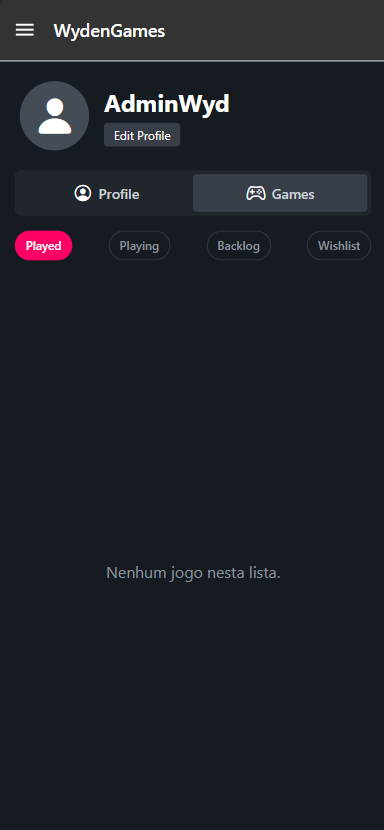 WydenGames
AdminWyd
Edit Profile
Profile
Games
Played
Playing
Backlog
Wishlist
Nenhum jogo nesta lista.